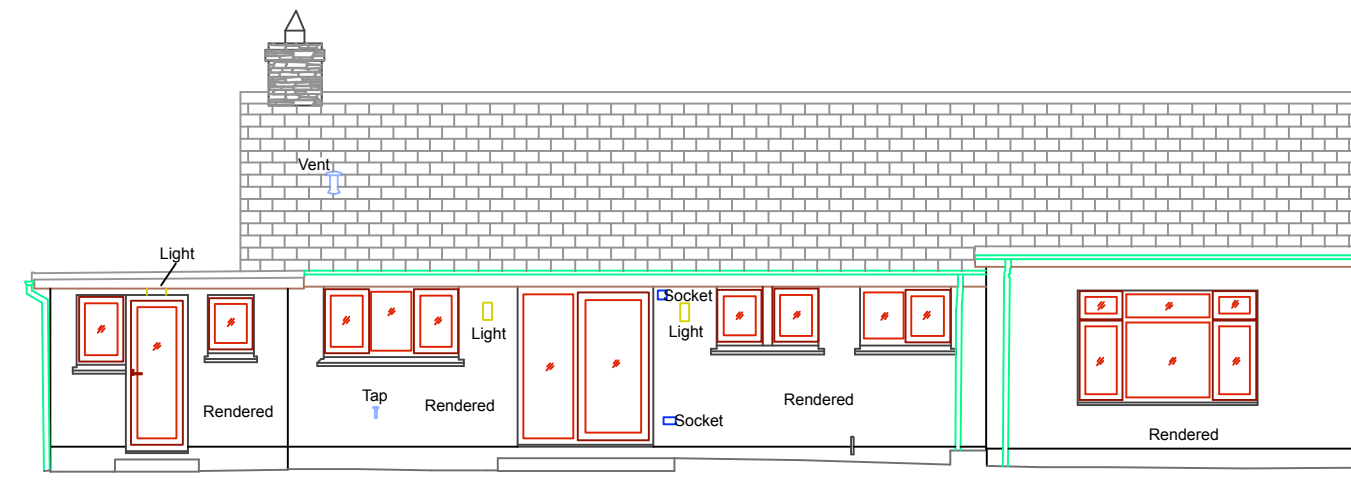 Vent
Light
Socket
Light
Light
Tap
Rendered
Rendered
Rendered
Socket
Rendered